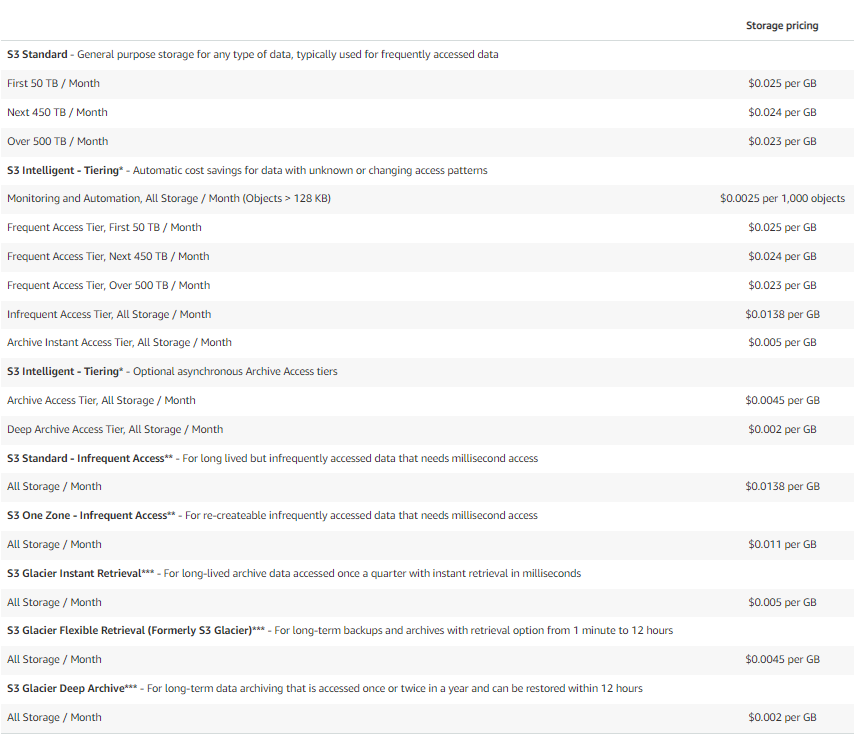 Storage pricing
S3 Standard - General purpose storage for any type of data, typically used for frequently accessed data
First 50 TB / Month $0.025 per GB
Next 450 TB / Month $0.024 per GB
Over 500 TB / Month $0.023 per GB
S3 Intelligent - Tiering* - Automatic cost savings for data with unknown or changing access patterns
Monitoring and Automation, All Storage / Month (Objects > 128 KB) $0.0025 per 1,000 objects
Frequent Access Tier, First 50 TB / Month $0.025 per GB
Frequent Access Tier, Next 450 TB / Month $0.024 per GB
Frequent Access Tier, Over 500 TB / Month $0.023 per GB
Infrequent Access Tier, All Storage / Month $0.0138 per GB
Archive Instant Access Tier, All Storage / Month $0.005 per GB
S3 Intelligent - Tiering* - Optional asynchronous Archive Access tiers
Archive Access Tier, All Storage / Month $0.0045 per GB
Deep Archive Access Tier, All Storage / Month $0.002 per GB
S3 Standard - Infrequent Access** - For long lived but infrequently accessed data that needs millisecond access
All Storage / Month $0.0138 per GB
S3 One Zone - Infrequent Access** - For re-createable infrequently accessed data that needs millisecond access
All Storage / Month $0.011 per GB
S3 Glacier Instant Retrieval*** - For long-lived archive data accessed once a quarter with instant retrieval in milliseconds
All Storage / Month $0.005 per GB
S3 Glacier Flexible Retrieval (Formerly S3 Glacier)*** - For long-term backups and archives with retrieval option from 1 minute to 12 hours
All Storage / Month $0.0045 per GB
S3 Glacier Deep Archive*** - For long-term data archiving that is accessed once or twice in a year and can be restored within 12 hours
All Storage / Month $0.002 per GB